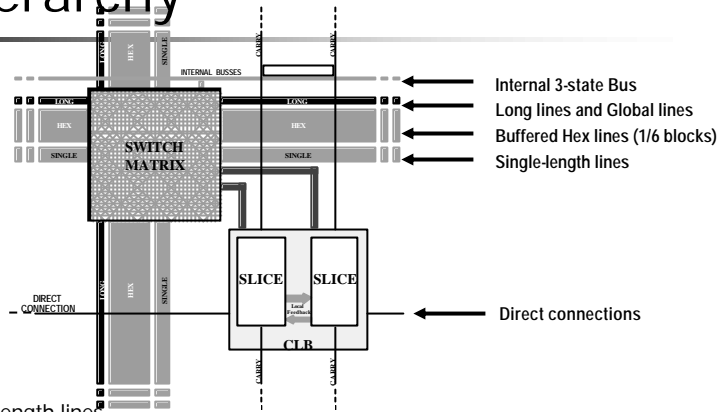 erarchy
LONG
HEX
SINGLE
CARRY
CARRY
INTERNAL BUSSES
Internal 3-state Bus
LONG
LONG
Long lines and Global lines
HEX
HEX
Buffered Hex lines (1/6 blocks)
SWITCH
MATRIX
SINGLE
SINGLE
Single-length lines
SLICE
SLICE
LONG
HEX
SINGLE
DIRECT
CONNECTION
Local
Feedback
Direct connections
CLB
CARRY
CARRY
ength lines